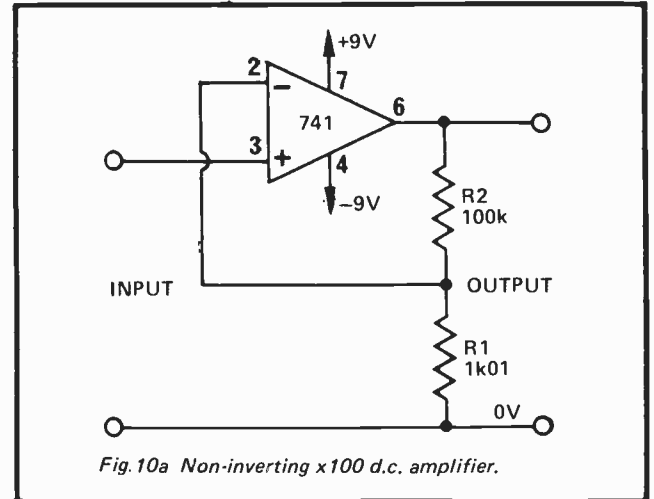 +9V
2
7
6
−
741
3
+
4
−9V
R2
100k
INPUT
OUTPUT
R1
1k01
0V
Fig. 10a Non-inverting x100 d.c. amplifier.